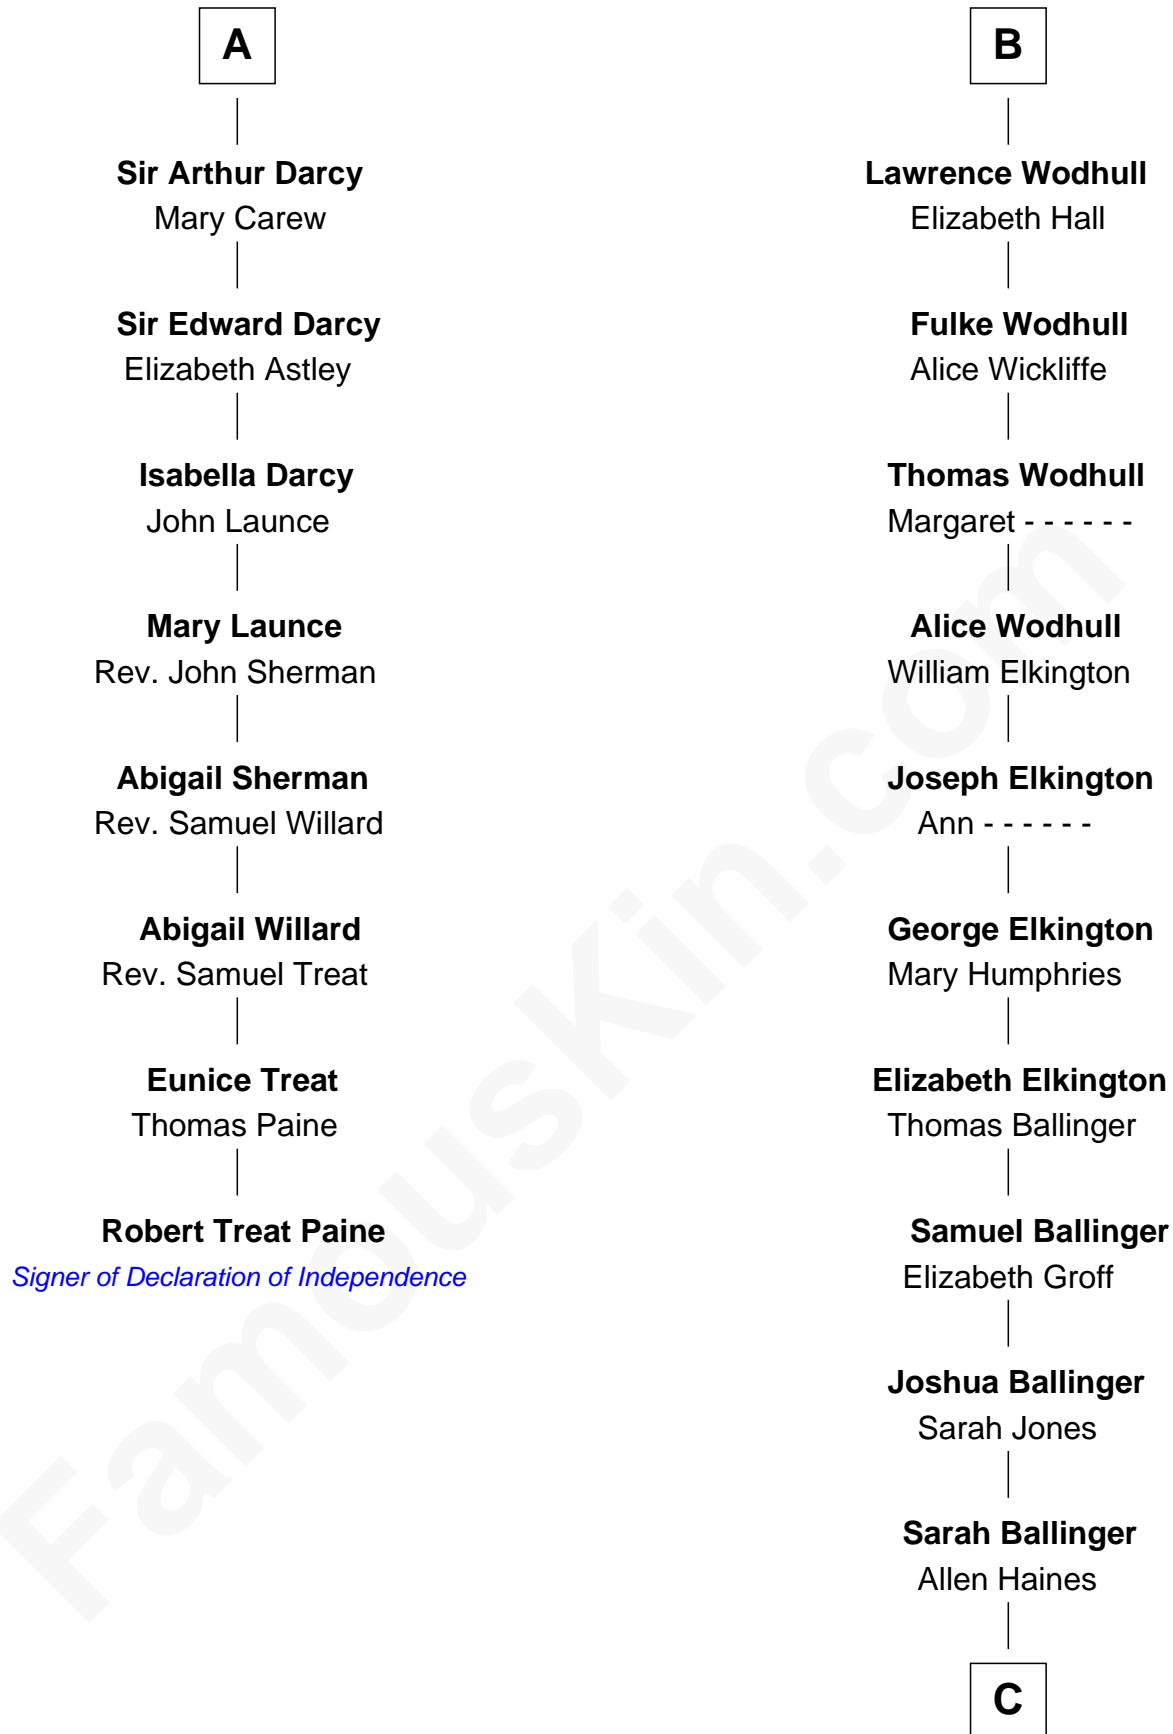 A
Sir Arthur Darcy
Mary Carew
Sir Edward Darcy
Elizabeth Astley
Isabella Darcy
John Launce
Mary Launce
Rev. John Sherman
Abigail Sherman
Rev. Samuel Willard
Abigail Willard
Rev. Samuel Treat
Eunice Treat
Thomas Paine
Robert Treat Paine
Signer of Declaration of Independence
B
Lawrence Wodhull
Elizabeth Hall
Fulke Wodhull
Alice Wickliffe
Thomas Wodhull
Margaret - - - - - -
Alice Wodhull
William Elkington
Joseph Elkington
Ann - - - - - -
George Elkington
Mary Humphries
Elizabeth Elkington
Thomas Ballinger
Samuel Ballinger
Elizabeth Groff
Joshua Ballinger
Sarah Jones
Sarah Ballinger
Allen Haines
C
FamousKin.com